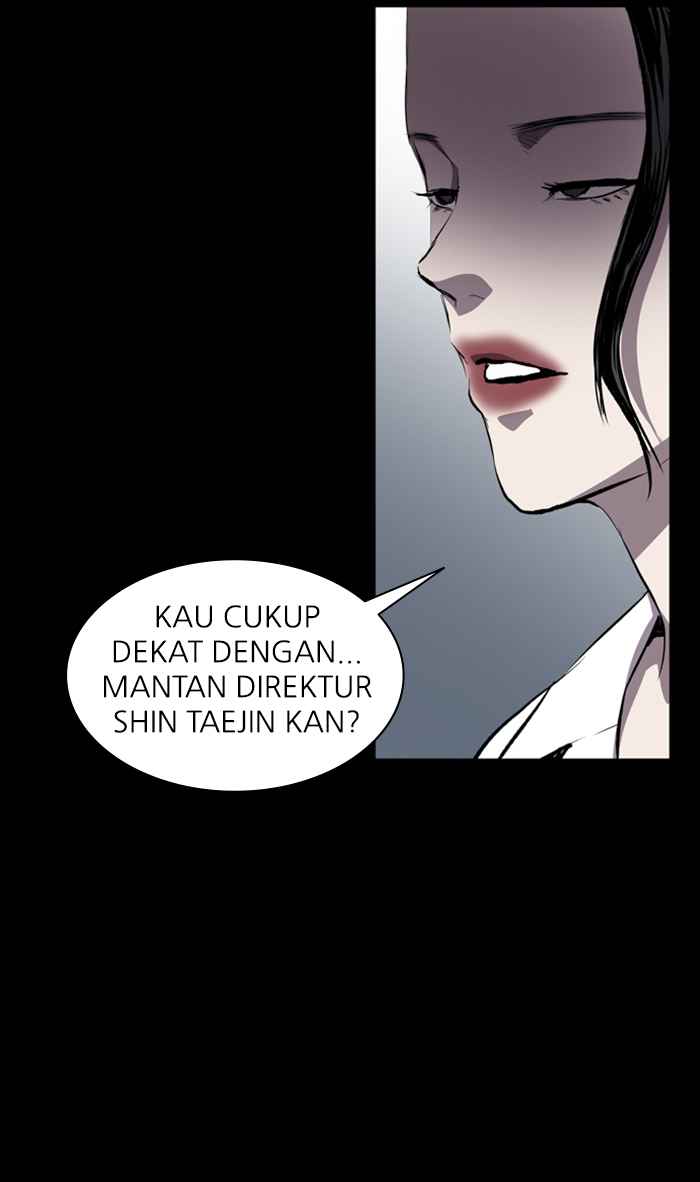 KAU CUKUP
DEKAT DENGAN...
MANTAN DIREKTUR
SHIN TAEJIN KAN?